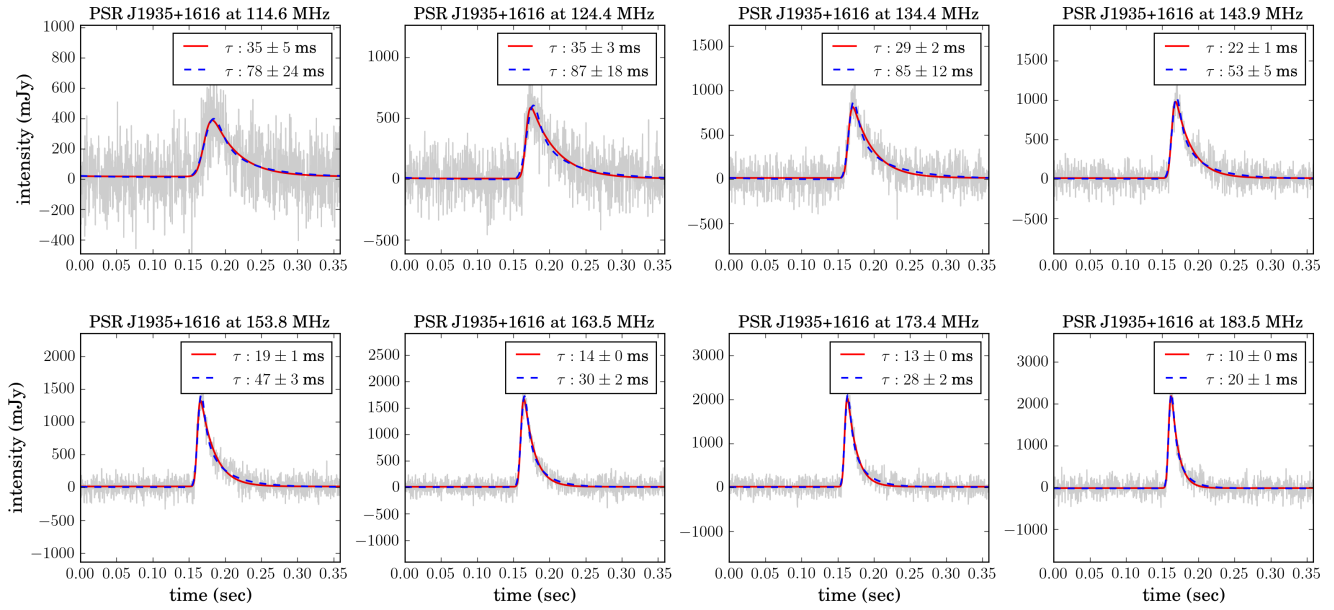 PSR J1935+1616 at 114.6 MHz
PSR J1935+1616 at 124.4 MHz
PSR J1935+1616 at 134.4 MHz
PSR J1935+1616 at 143.9 MHz
τ : 35 ± 5 ms
τ : 78 ± 24 ms
τ : 35 ± 3 ms
τ : 87 ± 18 ms
τ : 29 ± 2 ms
τ : 85 ± 12 ms
τ : 22 ± 1 ms
τ : 53 ± 5 ms
intensity (mJy)
1000
800
600
400
200
0
−200
−400
1000
500
0
−500
1500
1000
500
0
−500
1500
1000
500
0
−500
0.00 0.05 0.10 0.15 0.20 0.25 0.30 0.35
0.00 0.05 0.10 0.15 0.20 0.25 0.30 0.35
0.00 0.05 0.10 0.15 0.20 0.25 0.30 0.35
0.00 0.05 0.10 0.15 0.20 0.25 0.30 0.35
PSR J1935+1616 at 153.8 MHz
PSR J1935+1616 at 163.5 MHz
PSR J1935+1616 at 173.4 MHz
PSR J1935+1616 at 183.5 MHz
τ : 19 ± 1 ms
τ : 47 ± 3 ms
τ : 14 ± 0 ms
τ : 30 ± 2 ms
τ : 13 ± 0 ms
τ : 28 ± 2 ms
τ : 10 ± 0 ms
τ : 20 ± 1 ms
intensity (mJy)
2000
1500
1000
500
0
−500
−1000
2500
2000
1500
1000
500
0
−500
−1000
3000
2000
1000
0
−1000
3000
2000
1000
0
−1000
0.00 0.05 0.10 0.15 0.20 0.25 0.30 0.35
0.00 0.05 0.10 0.15 0.20 0.25 0.30 0.35
0.00 0.05 0.10 0.15 0.20 0.25 0.30 0.35
0.00 0.05 0.10 0.15 0.20 0.25 0.30 0.35
time (sec)
time (sec)
time (sec)
time (sec)